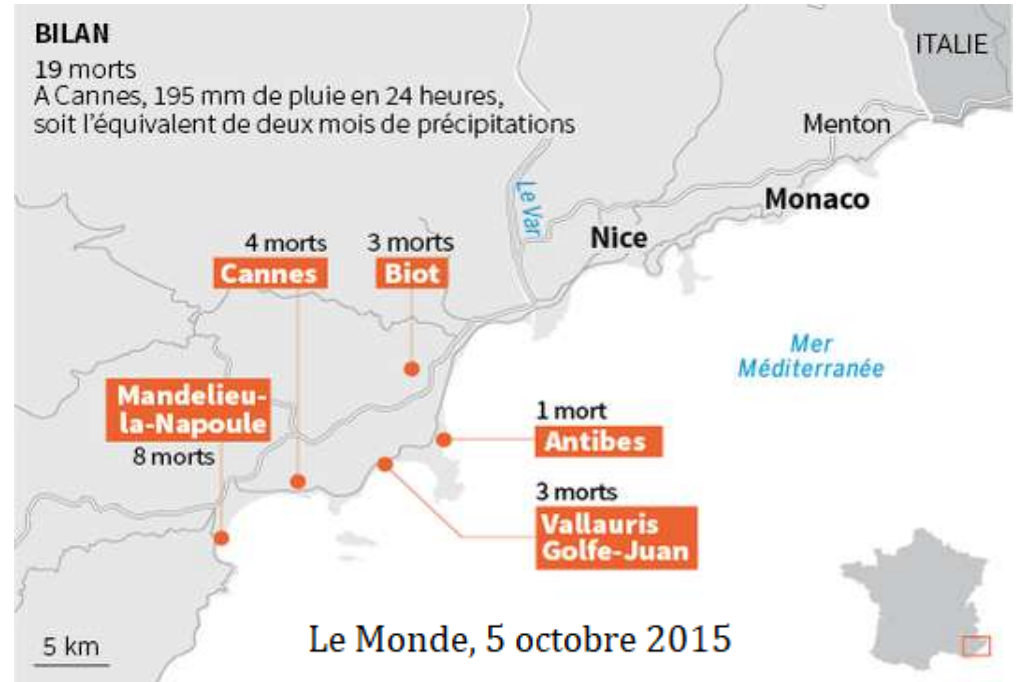 BILAN
19 morts
A Cannes, 195 mm de pluie en 24 heures,
soit l'équivalent de deux mois de précipitations
ITALIE
Menton
Monaco
Nice
Le Var
4 morts
Cannes
3 morts
Biot
Mer
Méditerranée
Mandelieu-
la-Napoule
8 morts
1 mort
Antibes
3 morts
Vallauris
Golfe-Juan
5 km
Le Monde, 5 octobre 2015